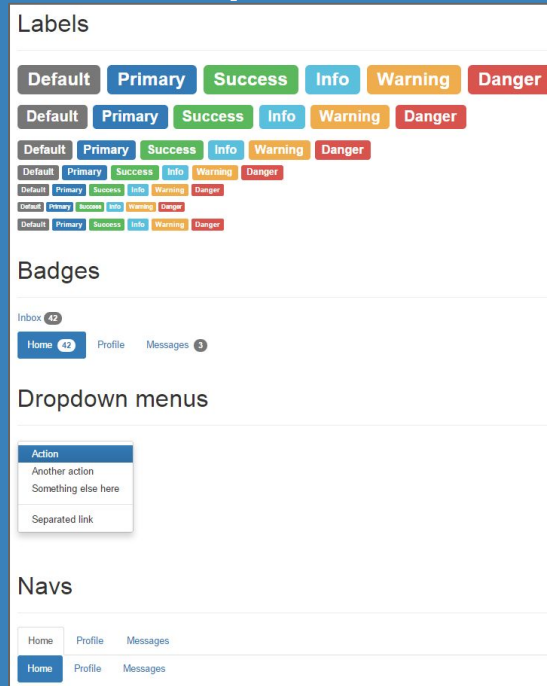 Labels
Default Primary Success Info Warning Danger
Default Primary Success Info Warning Danger
Default Primary Success Info Warning Danger
Default Primary Success Info Warning Danger
Default Primary Success Info Warning Danger
Default Primary Success Info Warning Danger
Default Primary Success Info Warning Danger
Badges
Inbox 42
Home 42 Profile Messages 3
Dropdown menus
Action
Another action
Something else here
Separated link
Navs
Home Profile Messages
Home Profile Messages